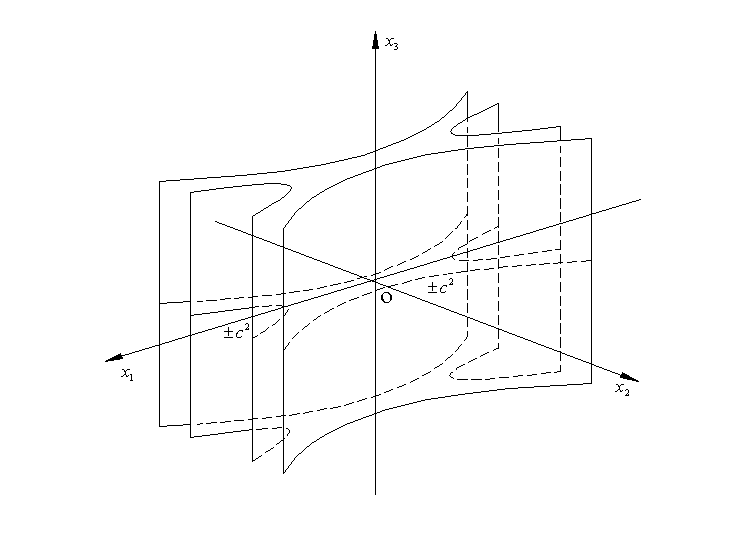 x₃
O
±c²
±c²
x₁
x₂